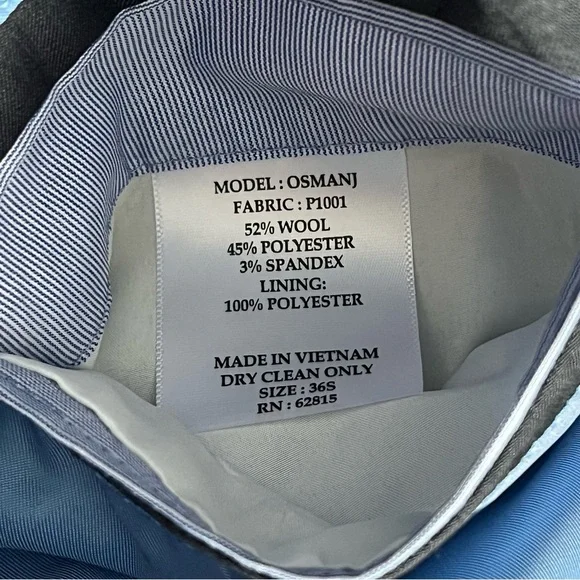 MODEL : OSMANJ
FABRIC : P1001
52% WOOL
45% POLYESTER
3% SPANDEX
LINING:
100% POLYESTER
MADE IN VIETNAM
DRY CLEAN ONLY
SIZE : 36S
RN : 62815